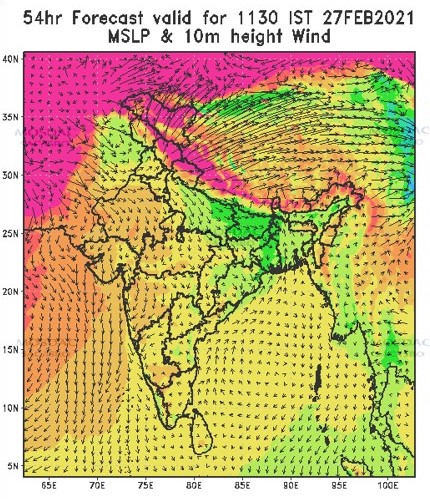 54hr Forecast valid for 1130 IST 27FEB2021
MSLP & 10m height Wind
40N
35N
30N
25N
20N
15N
10N
5N
65E 70E 75E 80E 85E 90E 95E 100E